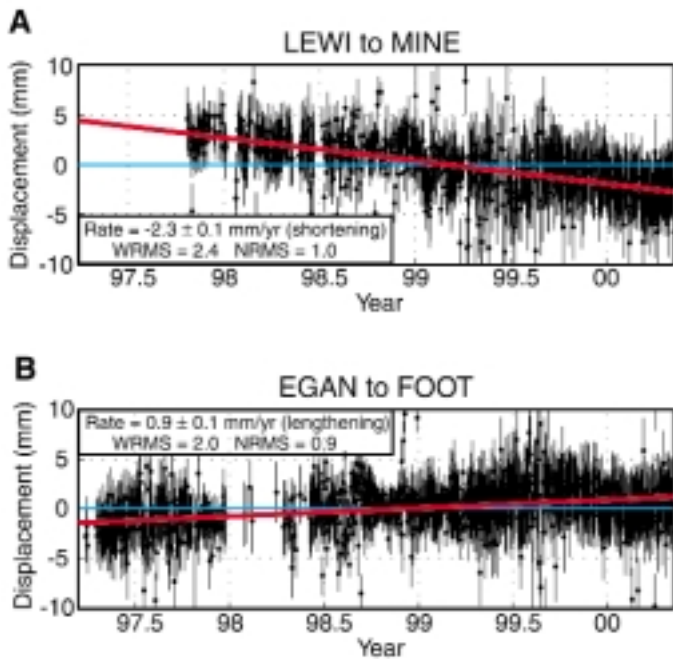 A
LEWI to MINE
Displacement (mm)
10
5
0
-5
-10
Rate = -2.3 ± 0.1 mm/yr (shortening)
WRMS = 2.4 NRMS = 1.0
97.5 98 98.5 99 99.5 00
Year
B
EGAN to FOOT
Displacement (mm)
10
5
0
-5
-10
Rate = 0.9 ± 0.1 mm/yr (lengthening)
WRMS = 2.0 NRMS = 0.9
97.5 98 98.5 99 99.5 00
Year